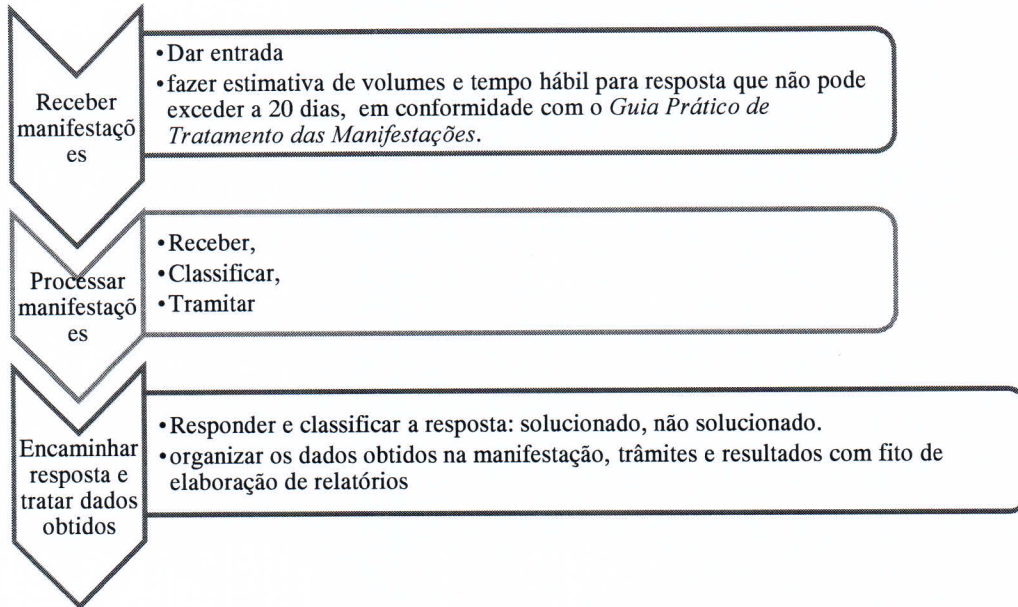 Receber
manifestaçõ
es
•Dar entrada
•fazer estimativa de volumes e tempo hábil para resposta que não pode
exceder a 20 dias, em conformidade com o Guia Prático de
Tratamento das Manifestações.
Processar
manifestaçõ
es
•Receber,
•Classificar,
•Tramitar
Encaminhar
resposta e
tratar dados
obtidos
•Responder e classificar a resposta: solucionado, não solucionado.
•organizar os dados obtidos na manifestação, trâmites e resultados com fito de
elaboração de relatórios